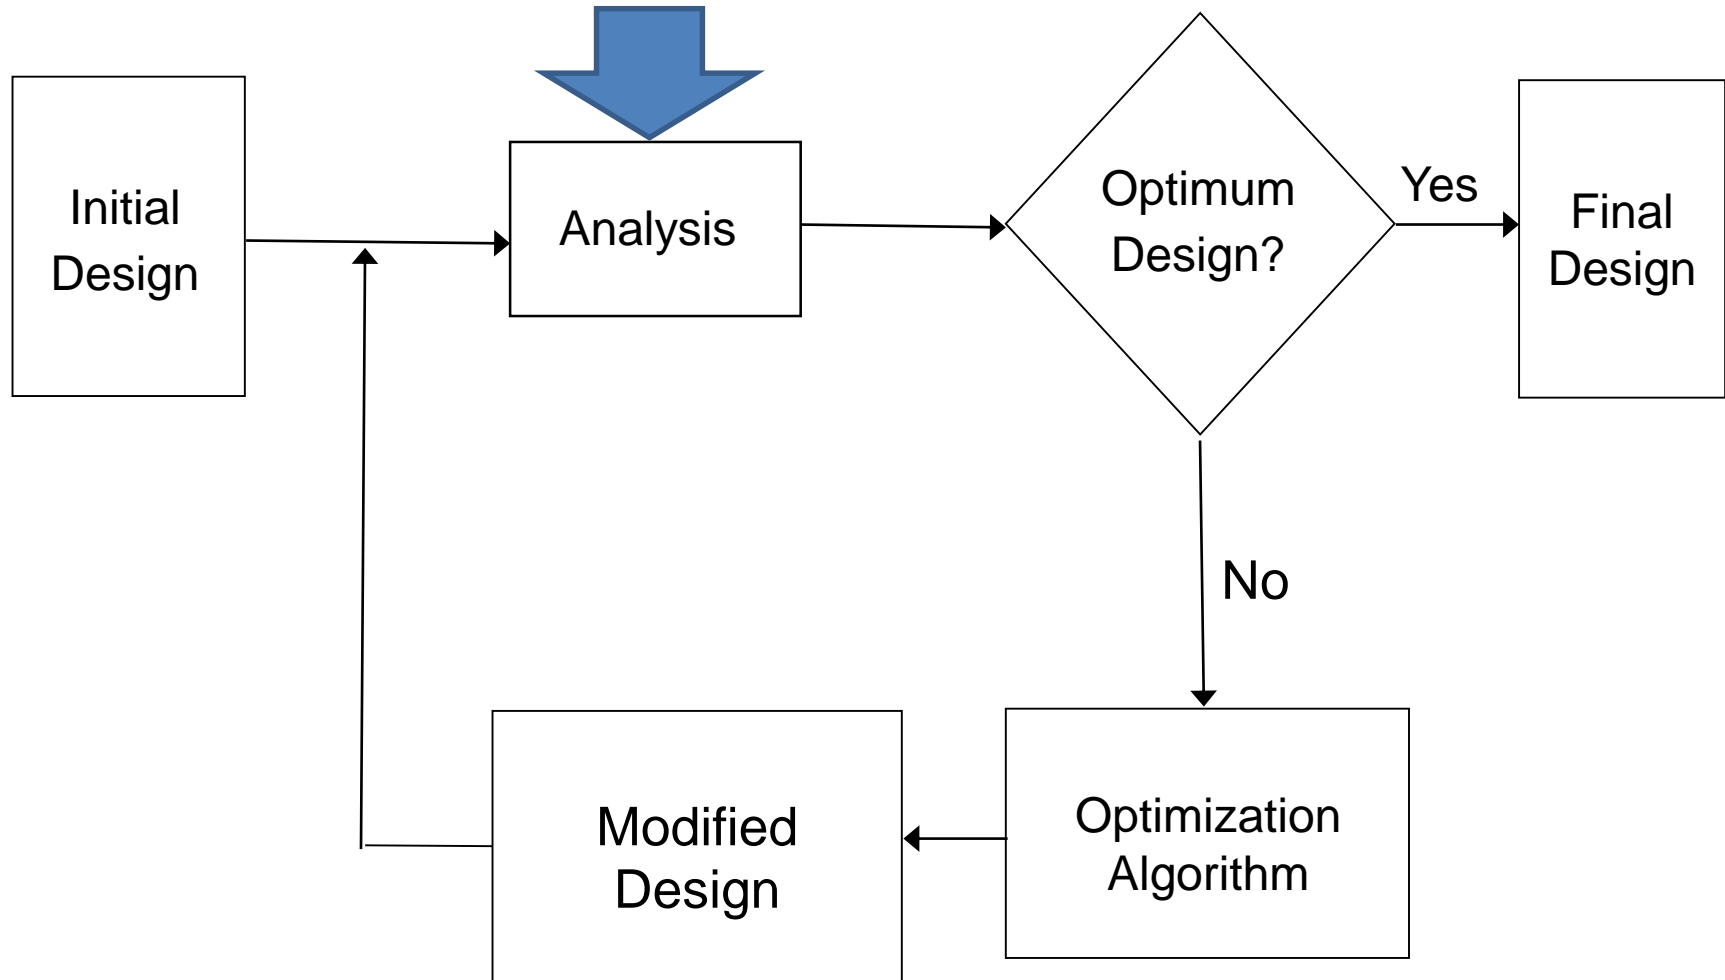 Initial
Design
Analysis
Optimum
Design?
Yes
Final
Design
No
Modified
Design
Optimization
Algorithm